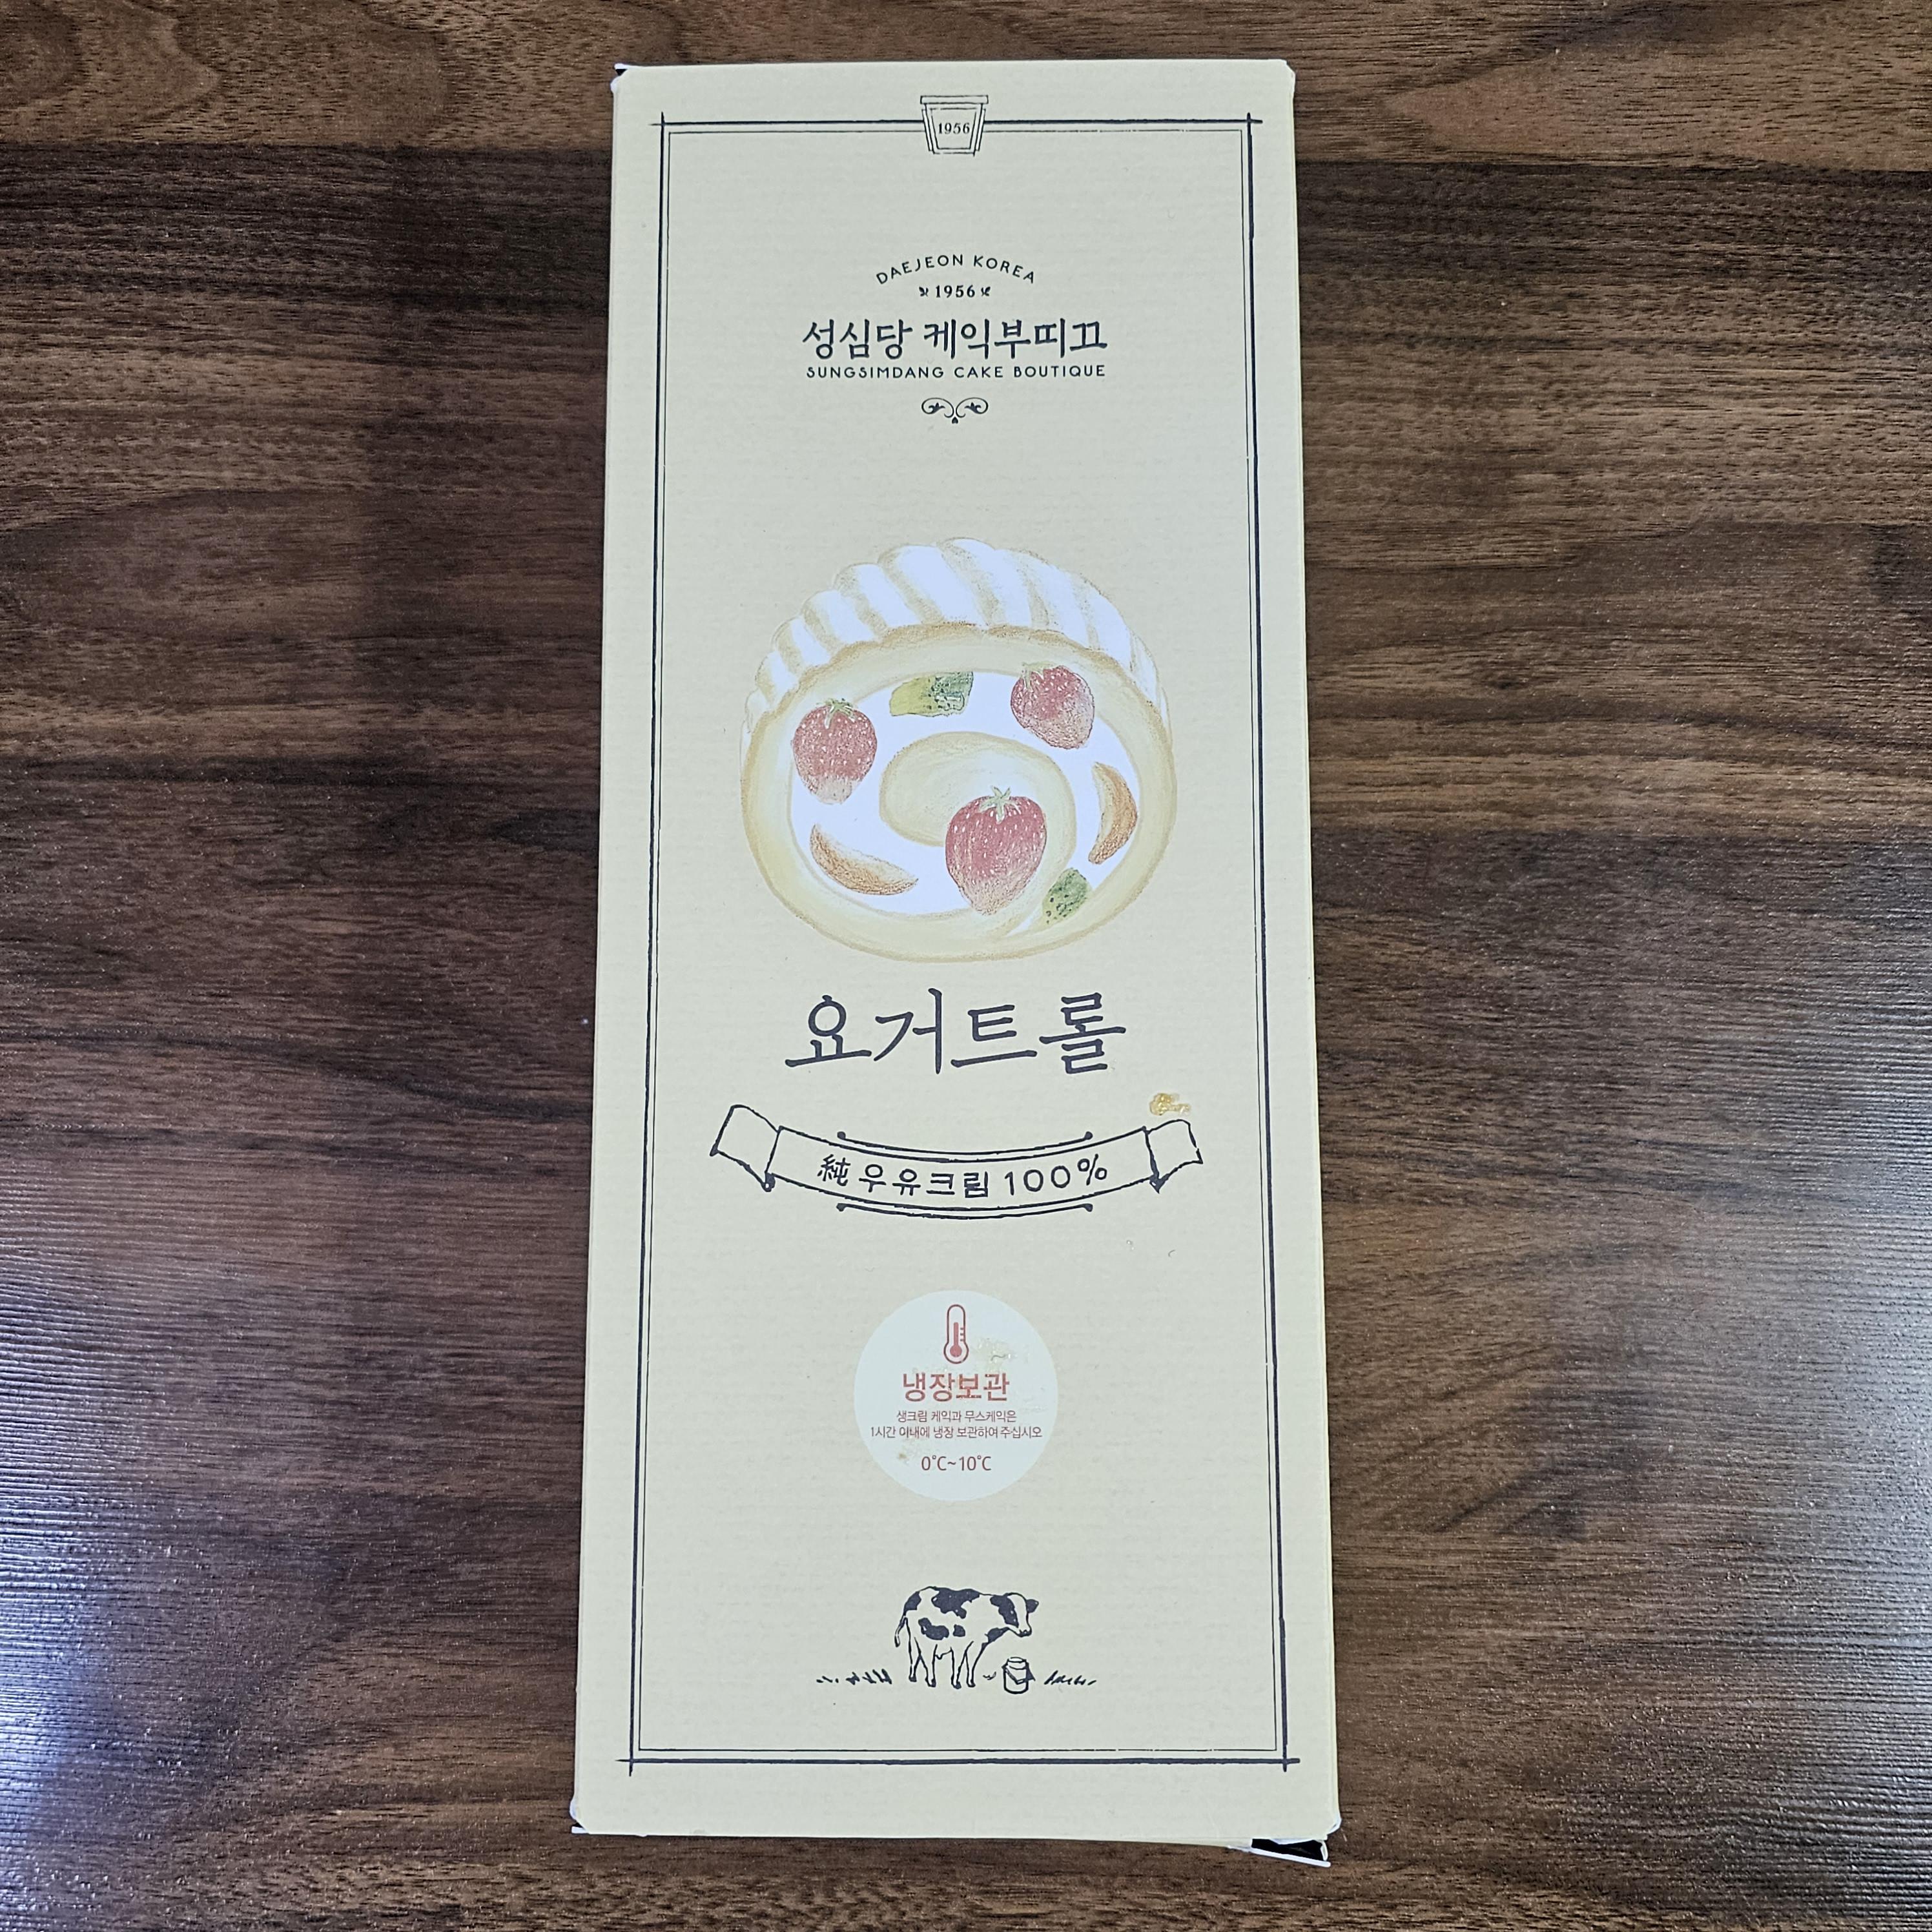 1956
DAEJEON KOREA
1956
성심당 케익부띠끄
SUNGSIMDANG CAKE BOUTIQUE
요거트롤
純 우유크림 100%
냉장보관
생크림 케익과 무스케익은
1시간 이내에 냉장 보관하여 주십시오
0°C~10°C